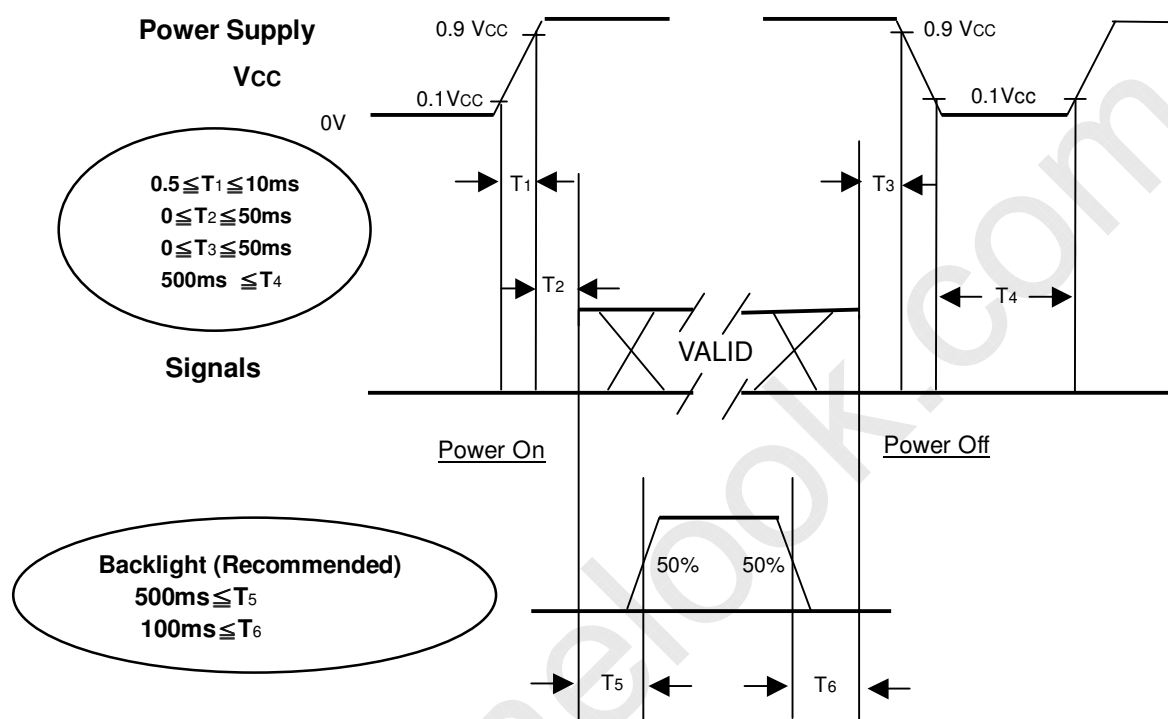 Power Supply
VCC
0.9 VCC
0.1VCC
0V
0.9 VCC
0.1Vcc
0.5≦T1≦10ms
0≦T2≦50ms
0≦T3≦50ms
500ms ≦T4
T1
T3
T2
T4
VALID
Signals
Power On
Power Off
Backlight (Recommended)
500ms≦T5
100ms≦T6
50%
50%
T5
T6